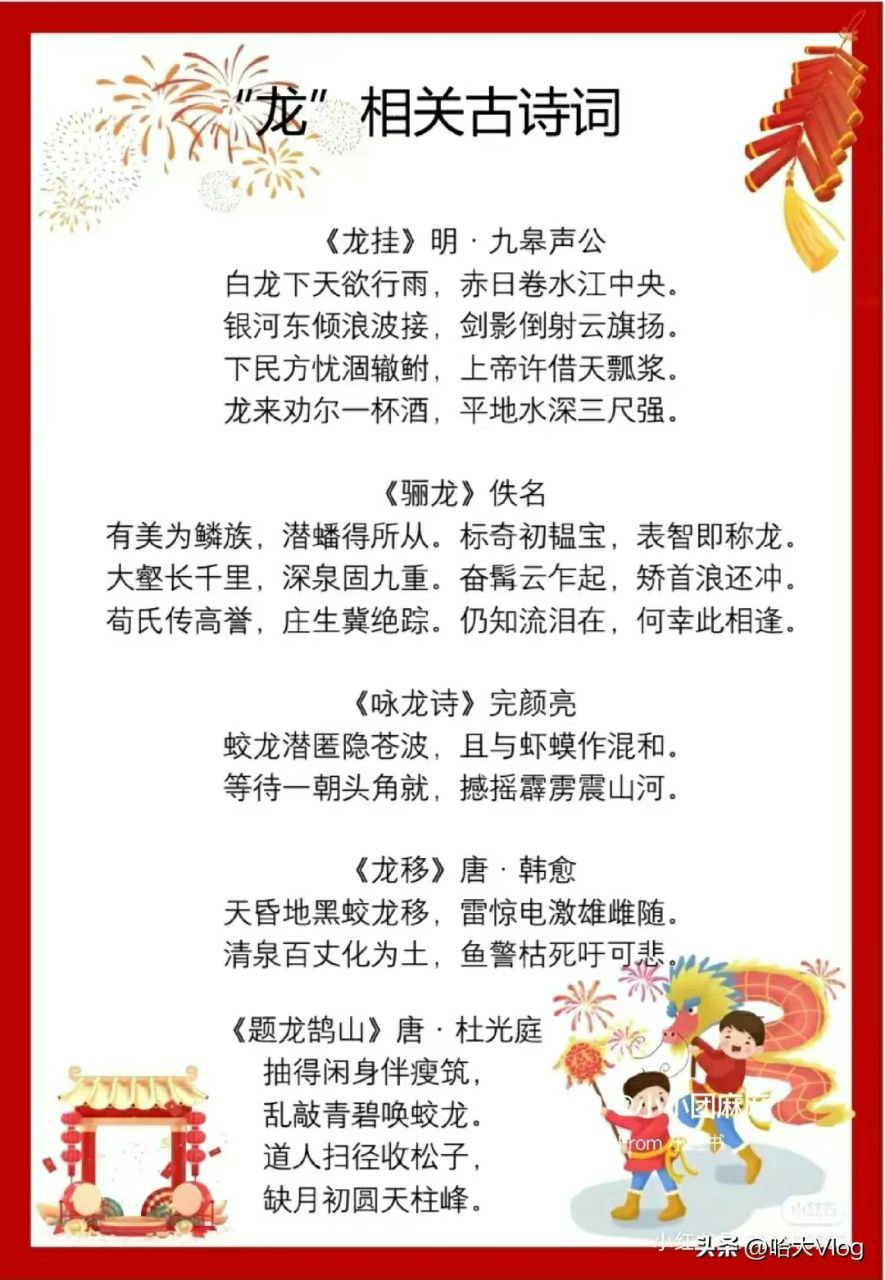 “龙”相关古诗词
《龙挂》明·九皋声公
白龙下天欲行雨，赤日卷水江中央。
银河东倾浪波接，剑影倒射云旗扬。
下民方忧涸辙鲋，上帝许借天瓢浆。
龙来劝尔一杯酒，平地水深三尺强。
《骊龙》佚名
有美为鳞族，潜蟠得所从。标奇初韫宝，表智即称龙。
大壑长千里，深泉固九重。奋髯云乍起，矫首浪还冲。
荀氏传高誉，庄生冀绝踪。仍知流泪在，何幸此相逢。
《咏龙诗》完颜亮
蛟龙潜匿隐苍波，且与虾蟆作混和。
等待一朝头角就，撼摇霹雳震山河。
《龙移》唐·韩愈
天昏地黑蛟龙移，雷惊电激雄雌随。
清泉百丈化为土，鱼警枯死吁可悲。
《题龙鹄山》唐·杜光庭
抽得闲身伴瘦筑，
乱敲青碧唤蛟龙。
道人扫径收松子，
缺月初圆天柱峰。
小小团麻
From 小红书
小红书
小红书
头条 @哈大Vlog